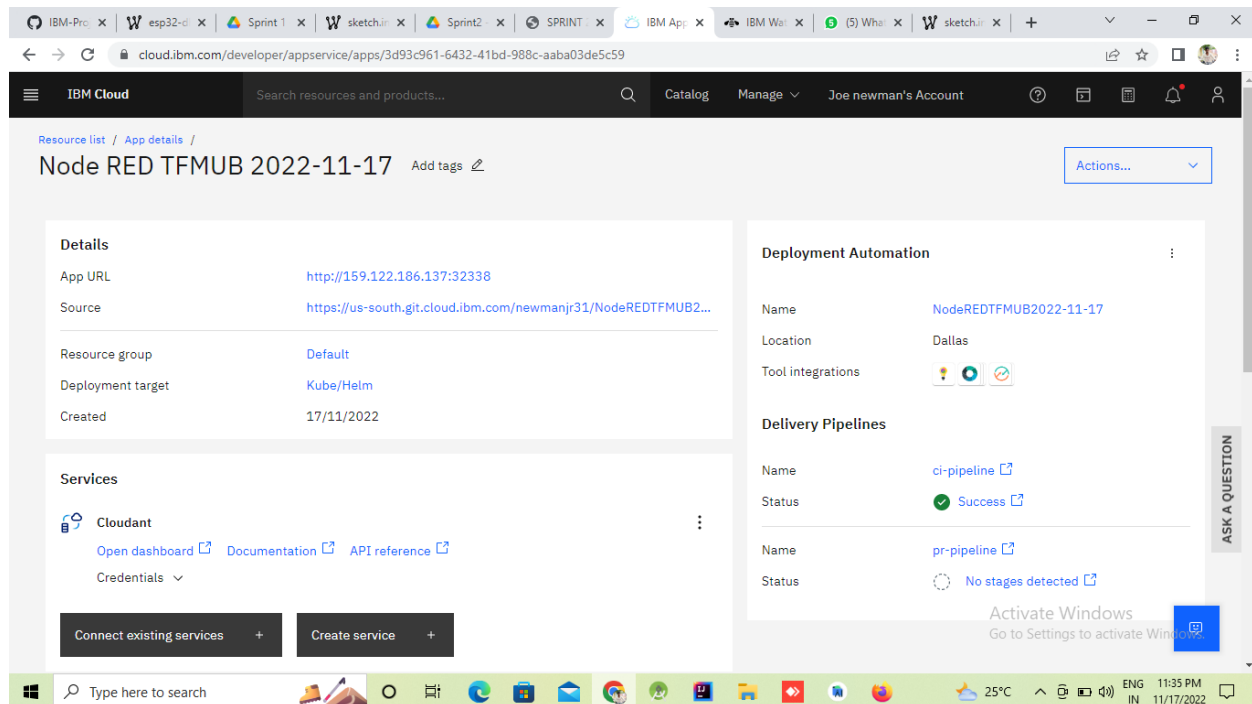 IBM-Pro
esp32-d
Sprint 1
sketch.in
Sprint2 -
SPRINT
IBM App
IBM Wat
(5) What
sketch.in
cloud.ibm.com/developer/appservice/apps/3d93c961-6432-41bd-988c-aaba03de5c59
IBM Cloud
Search resources and products...
Catalog
Manage
Joe newman's Account
Resource list / App details /
Node RED TFMUB 2022-11-17
Add tags
Actions...
Details
App URL
http://159.122.186.137:32338
Source
https://us-south.git.cloud.ibm.com/newmanjr31/NodeREDTFMUB2...
Resource group
Default
Deployment target
Kube/Helm
Created
17/11/2022
Services
Cloudant
Open dashboard
Documentation
API reference
Credentials
Connect existing services +
Create service +
Deployment Automation
Name
NodeREDTFMUB2022-11-17
Location
Dallas
Tool integrations
Delivery Pipelines
Name
ci-pipeline
Status
Success
Name
pr-pipeline
Status
No stages detected
ASK A QUESTION
Activate Windows
Go to Settings to activate Windows.
Type here to search
25°C
ENG
IN
11:35 PM
11/17/2022